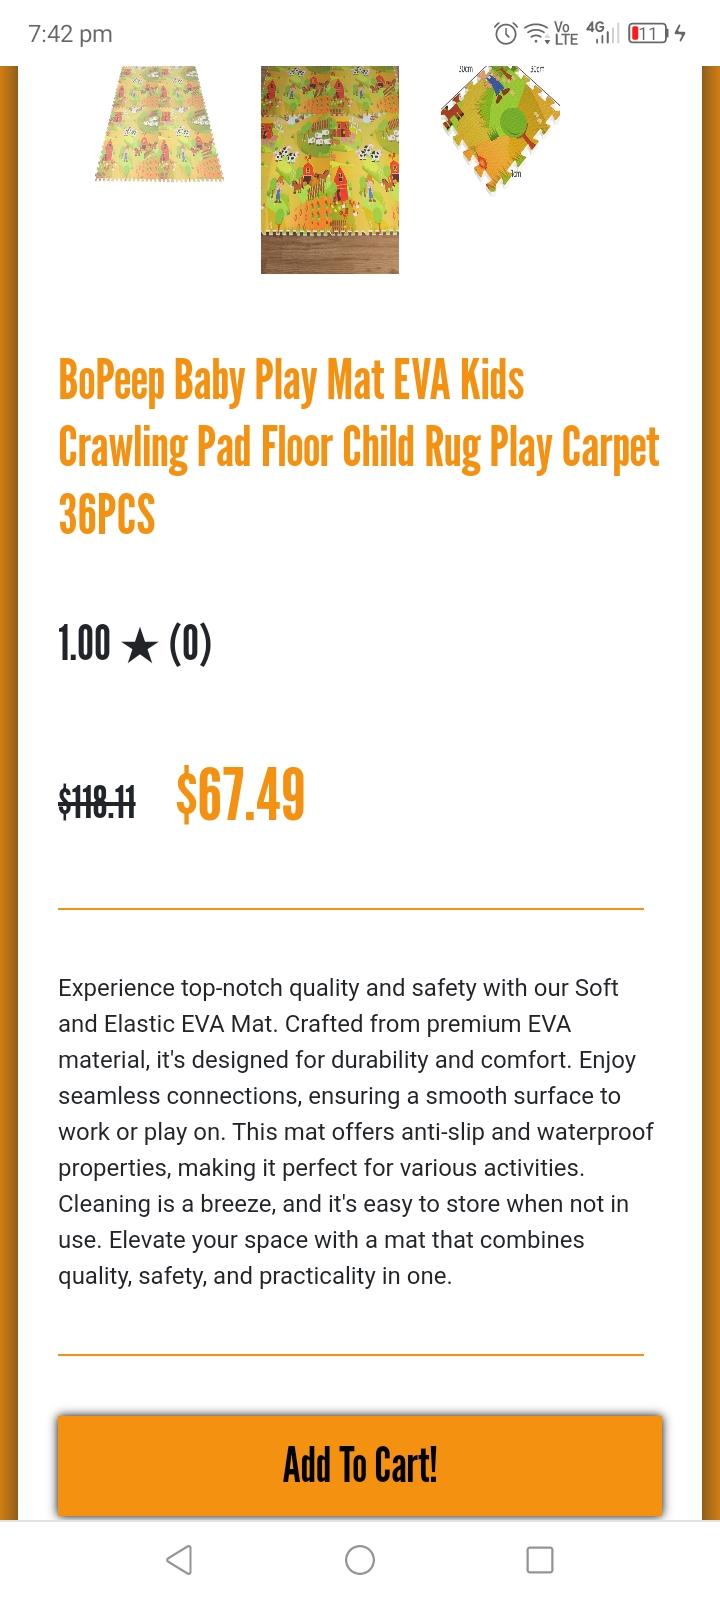 7:42 pm
Vo LTE 4G 11
30cm 30cm
1cm
BoPeep Baby Play Mat EVA Kids
Crawling Pad Floor Child Rug Play Carpet
36PCS
1.00 ★ (0)
$118.11 $67.49
Experience top-notch quality and safety with our Soft
and Elastic EVA Mat. Crafted from premium EVA
material, it's designed for durability and comfort. Enjoy
seamless connections, ensuring a smooth surface to
work or play on. This mat offers anti-slip and waterproof
properties, making it perfect for various activities.
Cleaning is a breeze, and it's easy to store when not in
use. Elevate your space with a mat that combines
quality, safety, and practicality in one.
Add To Cart!